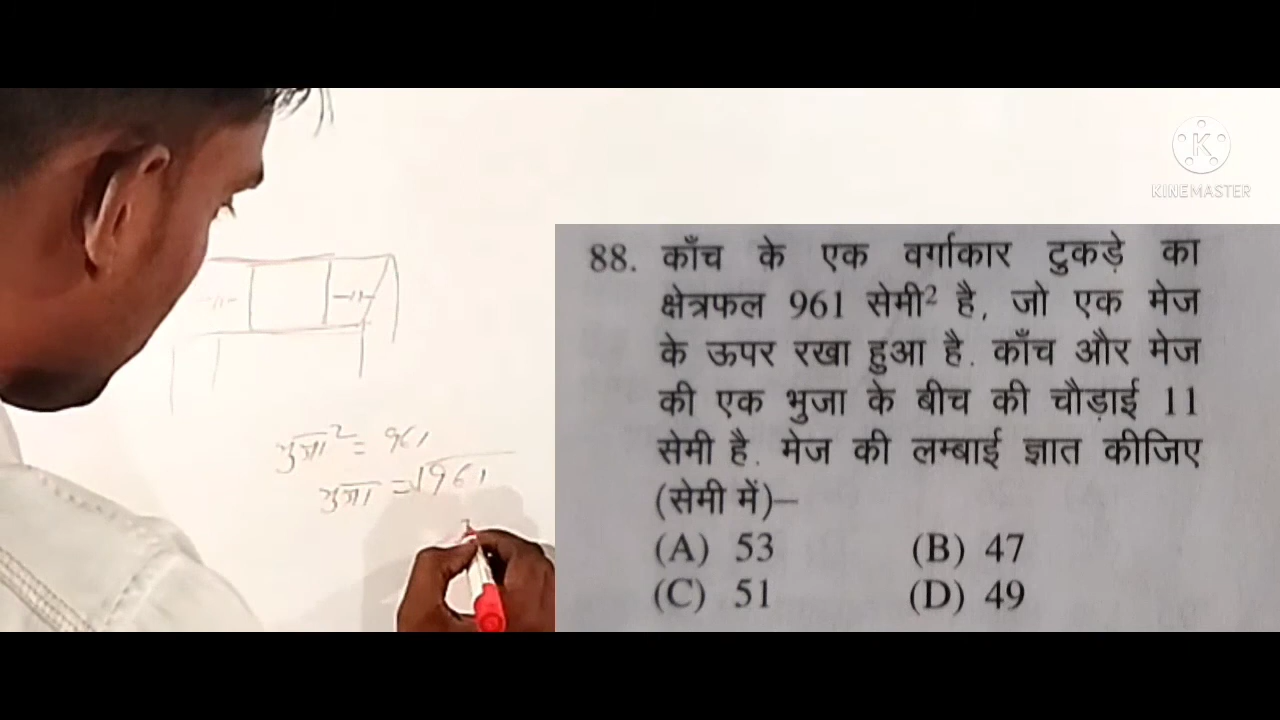 KINEMASTER
88. काँच के एक वर्गाकार टुकड़े का
क्षेत्रफल 961 सेमी² है, जो एक मेज
के ऊपर रखा हुआ है. काँच और मेज
की एक भुजा के बीच की चौड़ाई 11
सेमी है. मेज की लम्बाई ज्ञात कीजिए
(सेमी में)–
(A) 53 (B) 47
(C) 51 (D) 49
11
भुजा² = 961
भुजा = √961